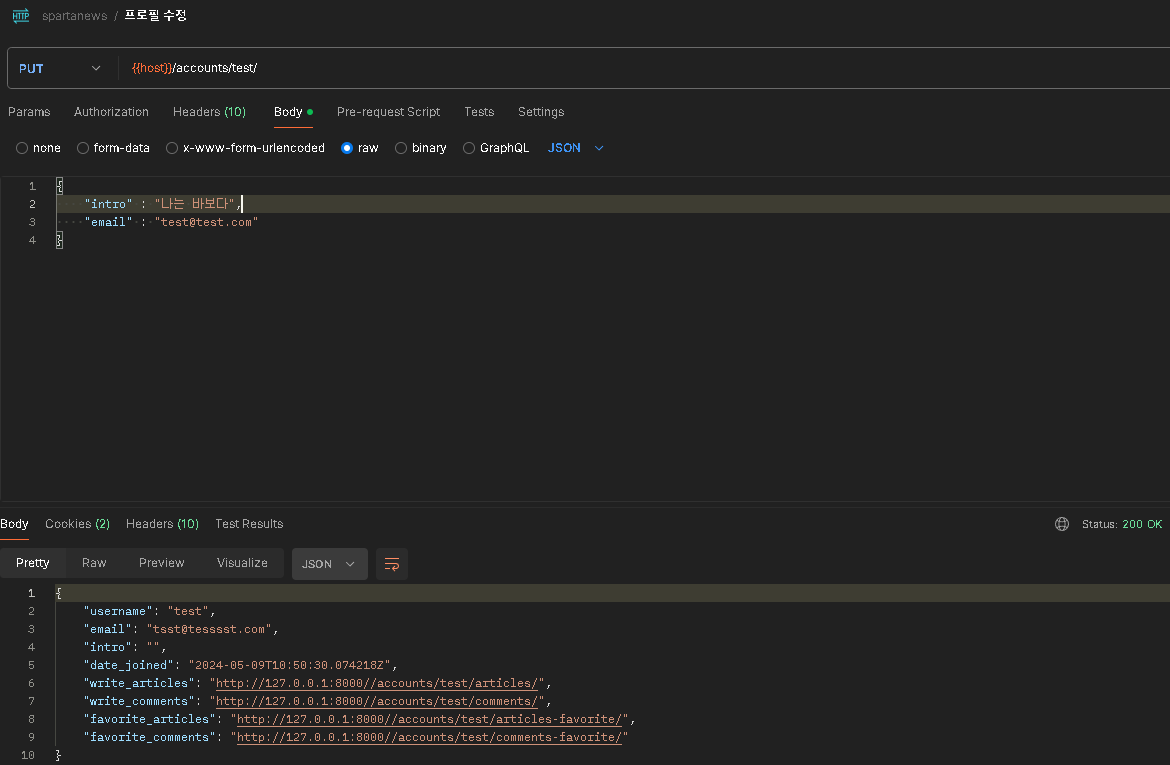 HTTP spartanews / 프로필 수정
PUT {{host}}/accounts/test/
Params Authorization Headers (10) Body Pre-request Script Tests Settings
none form-data x-www-form-urlencoded raw binary GraphQL JSON
1 {
2 "intro" : "나는 바보다",
3 "email" : "test@test.com"
4 }
Body Cookies (2) Headers (10) Test Results Status: 200 OK
Pretty Raw Preview Visualize JSON
1 {
2 "username": "test",
3 "email": "tsst@tesssst.com",
4 "intro": "",
5 "date_joined": "2024-05-09T10:50:30.074218Z",
6 "write_articles": "http://127.0.0.1:8000//accounts/test/articles/",
7 "write_comments": "http://127.0.0.1:8000//accounts/test/comments/",
8 "favorite_articles": "http://127.0.0.1:8000//accounts/test/articles-favorite/",
9 "favorite_comments": "http://127.0.0.1:8000//accounts/test/comments-favorite/"
10 }